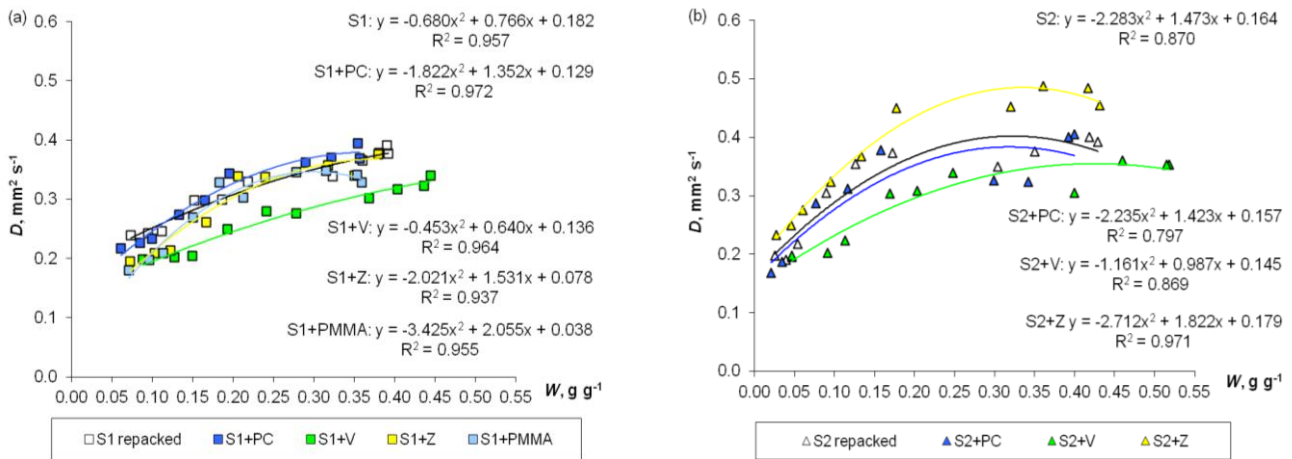 (a)
S1: y = -0.680x² + 0.766x + 0.182
R² = 0.957
S1+PC: y = -1.822x² + 1.352x + 0.129
R² = 0.972
S1+V: y = -0.453x² + 0.640x + 0.136
R² = 0.964
S1+Z: y = -2.021x² + 1.531x + 0.078
R² = 0.937
S1+PMMA: y = -3.425x² + 2.055x + 0.038
R² = 0.955
D, mm² s⁻¹
0.6
0.5
0.4
0.3
0.2
0.1
0.0
0.00 0.05 0.10 0.15 0.20 0.25 0.30 0.35 0.40 0.45 0.50 0.55
W, g g⁻¹
S1 repacked S1+PC S1+V S1+Z S1+PMMA
(b)
S2: y = -2.283x² + 1.473x + 0.164
R² = 0.870
S2+PC: y = -2.235x² + 1.423x + 0.157
R² = 0.797
S2+V: y = -1.161x² + 0.987x + 0.145
R² = 0.869
S2+Z y = -2.712x² + 1.822x + 0.179
R² = 0.971
D, mm² s⁻¹
0.6
0.5
0.4
0.3
0.2
0.1
0.0
0.00 0.05 0.10 0.15 0.20 0.25 0.30 0.35 0.40 0.45 0.50 0.55
W, g g⁻¹
S2 repacked S2+PC S2+V S2+Z